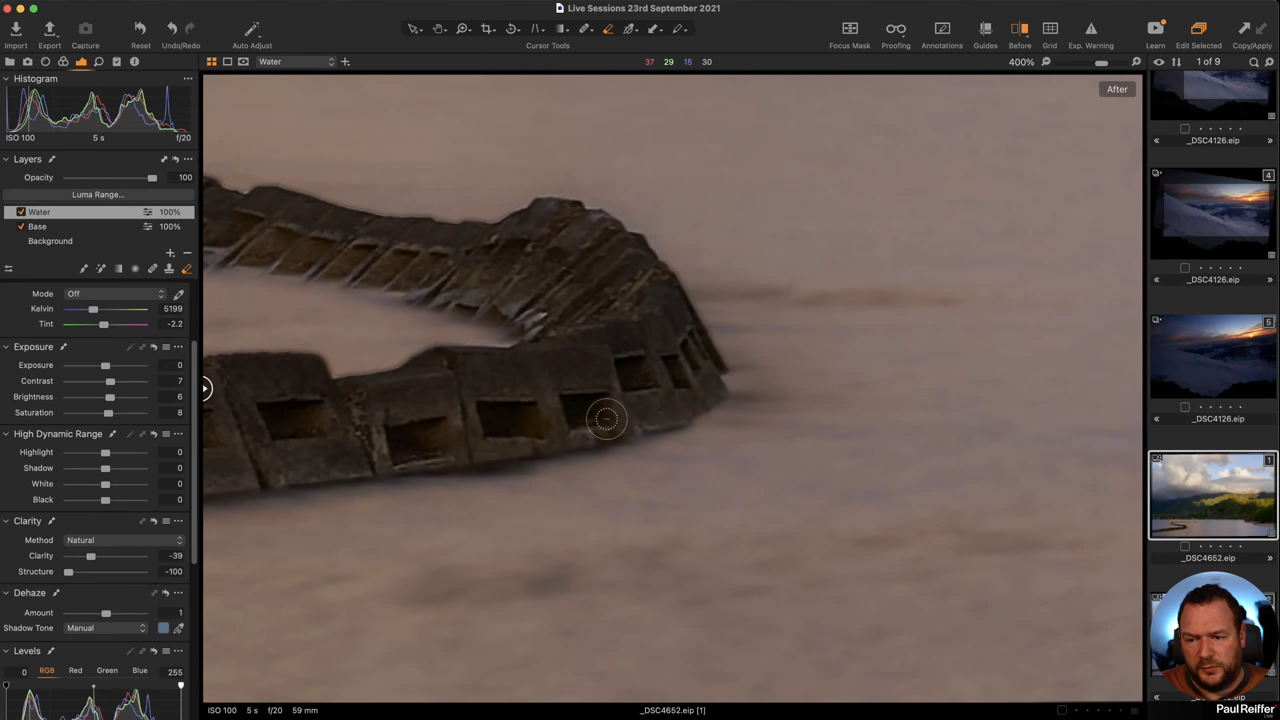 Live Sessions 23rd September 2021
Import
Export
Capture
Reset
Undo/Redo
Auto Adjust
Cursor Tools
Focus Mask
Proofing
Annotations
Guides
Before
Grid
Exp. Warning
Learn
Edit Selected
Copy/Apply
Water
37 29 15 30
400%
1 of 9
Histogram
ISO 100
5 s
f/20
Layers
Opacity 100
Luma Range...
Water 100%
Base 100%
Background
Mode Off
Kelvin 5199
Tint -2.2
Exposure
Exposure 0
Contrast 7
Brightness 6
Saturation 8
High Dynamic Range
Highlight 0
Shadow 0
White 0
Black 0
Clarity
Method Natural
Clarity -39
Structure -100
Dehaze
Amount 1
Shadow Tone Manual
Levels
0 RGB Red Green Blue 255
After
_DSC4126.eip
4
_DSC4126.eip
5
_DSC4126.eip
1
_DSC4652.eip
ISO 100 5 s f/20 59 mm
_DSC4652.eip [1]
Paul Reiffer
Live